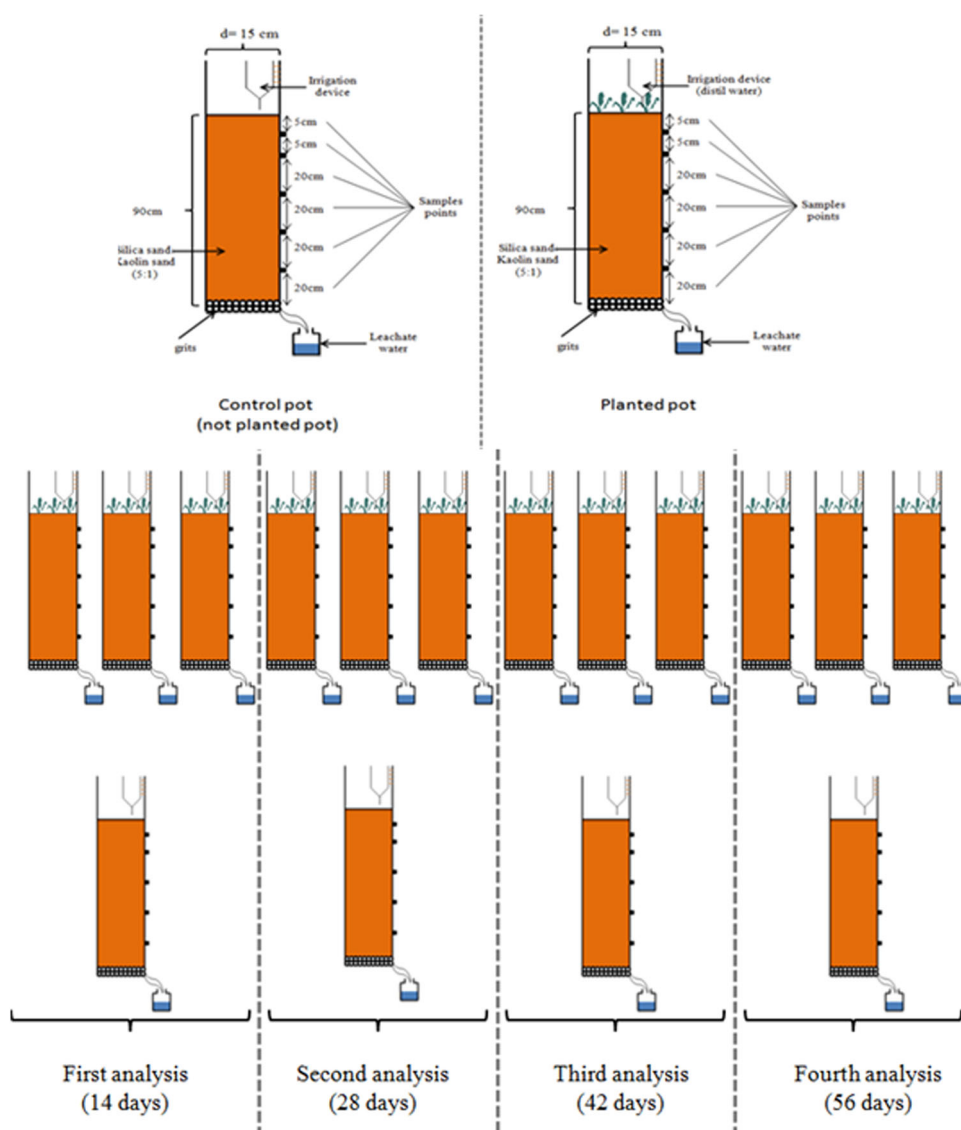 d= 15 cm
Irrigation
device
5cm
5cm
20cm
20cm
20cm
20cm
Samples
points
90cm
Silica sand
Kaolin sand
(5:1)
grits
Leachate
water
Control pot
(not planted pot)
d= 15 cm
Irrigation device
(distil water)
5cm
5cm
20cm
20cm
20cm
20cm
Samples
points
90cm
Silica sand
Kaolin sand
(5:1)
grits
Leachate
water
Planted pot
First analysis
(14 days)
Second analysis
(28 days)
Third analysis
(42 days)
Fourth analysis
(56 days)